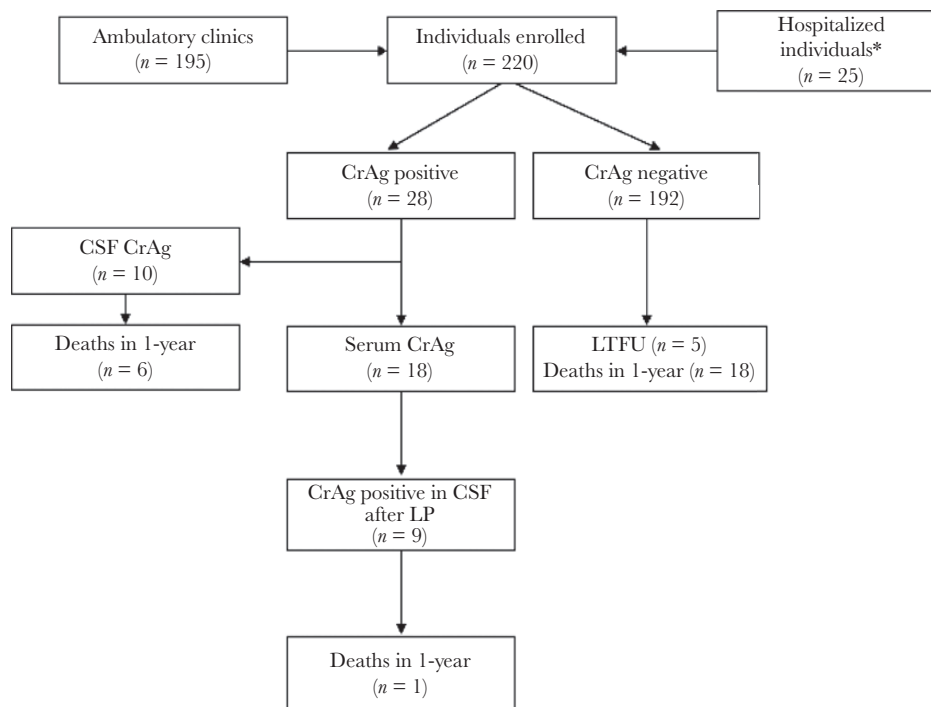 Ambulatory clinics
(n = 195)
Individuals enrolled
(n = 220)
Hospitalized
individuals*
(n = 25)
CrAg positive
(n = 28)
CrAg negative
(n = 192)
CSF CrAg
(n = 10)
Deaths in 1-year
(n = 6)
Serum CrAg
(n = 18)
LTFU (n = 5)
Deaths in 1-year (n = 18)
CrAg positive in CSF
after LP
(n = 9)
Deaths in 1-year
(n = 1)